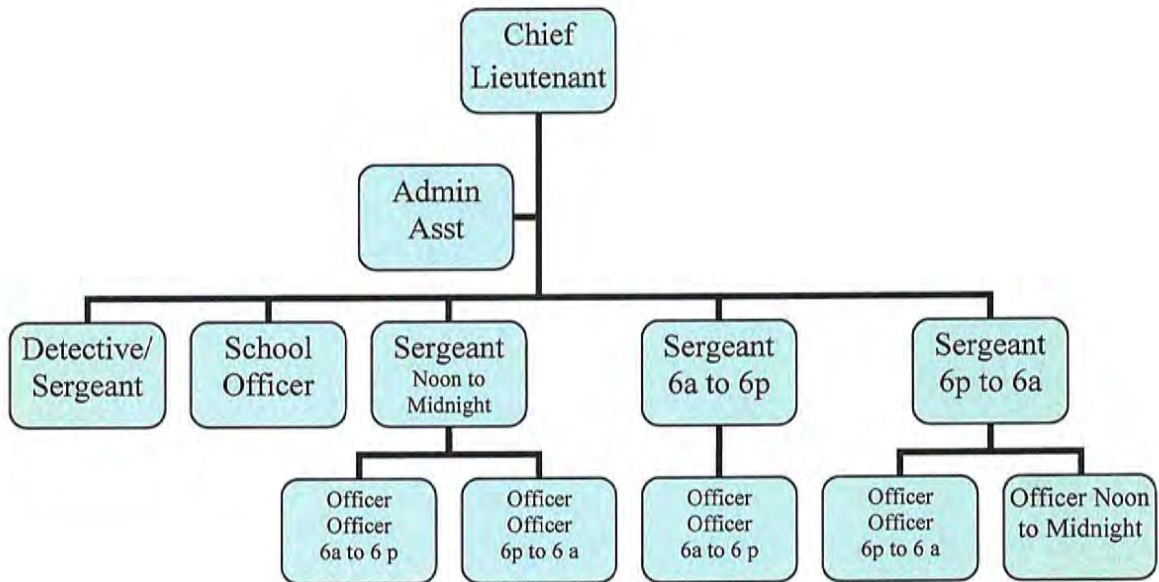 Chief
Lieutenant
Admin
Asst
Detective/
Sergeant
School
Officer
Sergeant
Noon to
Midnight
Sergeant
6a to 6p
Sergeant
6p to 6a
Officer
Officer
6a to 6 p
Officer
Officer
6p to 6 a
Officer
Officer
6a to 6 p
Officer
Officer
6p to 6 a
Officer Noon
to Midnight